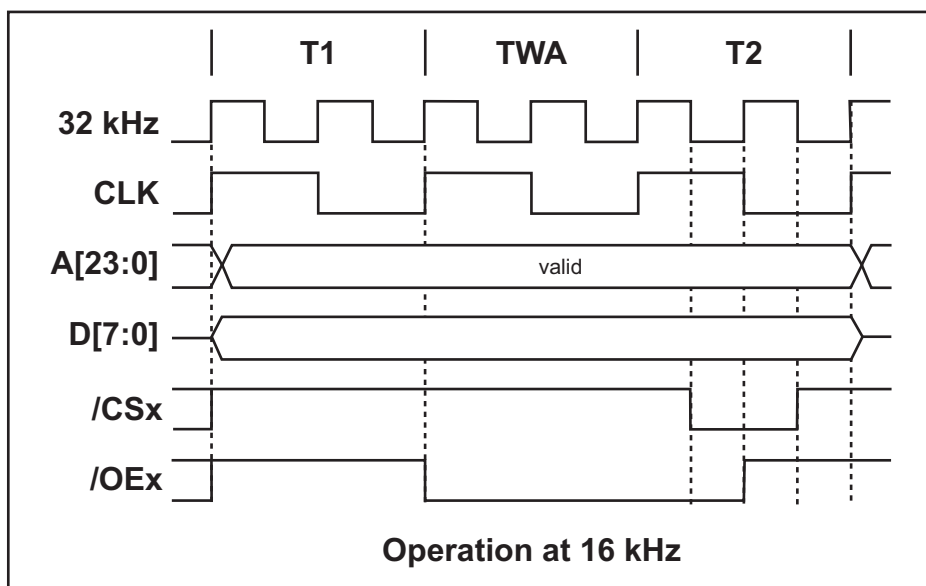 T1 TWA T2
32 kHz
CLK
A[23:0] valid
D[7:0]
/CSx
/OEx
Operation at 16 kHz